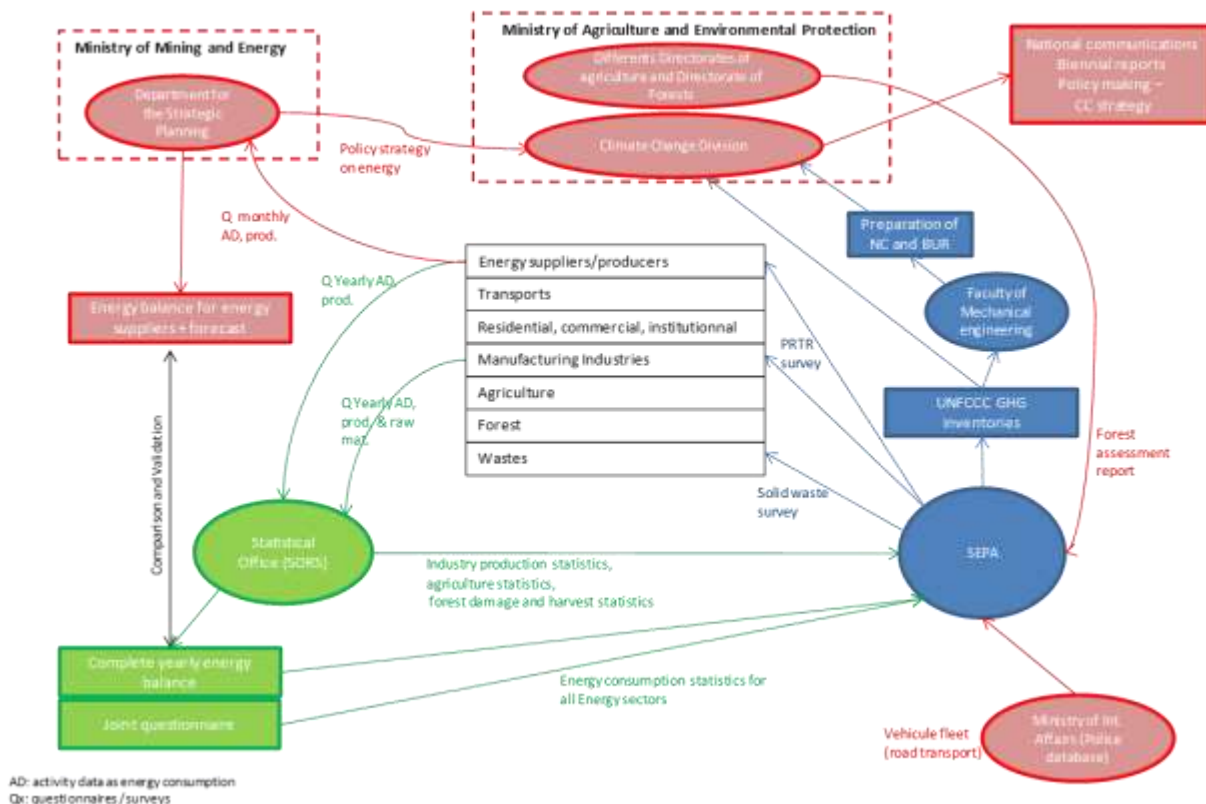 Ministry of Mining and Energy
Department for
the Strategic
Planning
Ministry of Agriculture and Environmental Protection
Differents Directorates of
agriculture and Directorate of
Forests
Climate Change Division
National communications
Biennial reports
Policy making –
CC strategy
Policy strategy
on energy
Q monthly
AD, prod.
Preparation of
NC and BUR
Energy suppliers/producers
Transports
Residential, commercial, institutionnal
Manufacturing Industries
Agriculture
Forest
Wastes
Q Yearly AD,
prod.
Energy balance for energy
suppliers + forecast
Faculty of
Mechanical
engineering
PRTR
survey
Q Yearly AD,
prod. & raw
mat.
UNFCCC GHG
inventories
Forest
assessment
report
Comparison and Validation
Solid waste
survey
Statistical
Office (SORS)
SEPA
Industry production statistics,
agriculture statistics,
forest damage and harvest statistics
Complete yearly energy
balance
Joint questionnaire
Energy consumption statistics for
all Energy sectors
Vehicule fleet
(road transport)
Ministry of Int.
Affairs (Police
database)
AD: activity data as energy consumption
Qx: questionnaires / surveys